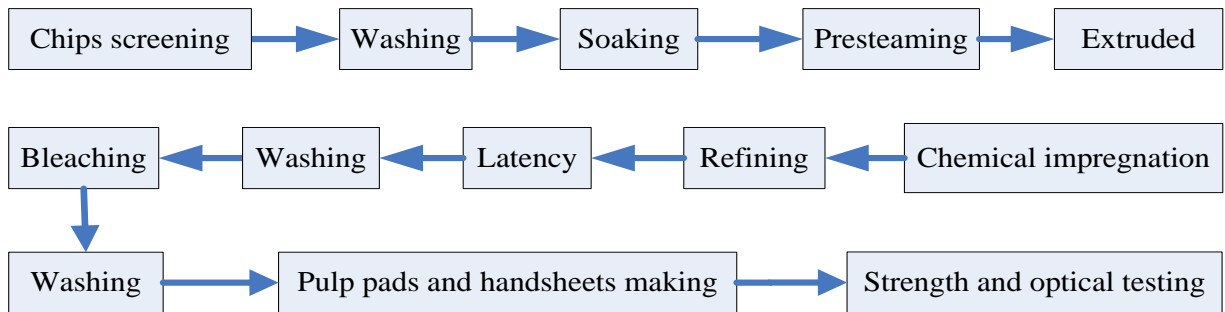 Chips screening
Washing
Soaking
Presteaming
Extruded
Chemical impregnation
Refining
Latency
Washing
Bleaching
Washing
Pulp pads and handsheets making
Strength and optical testing